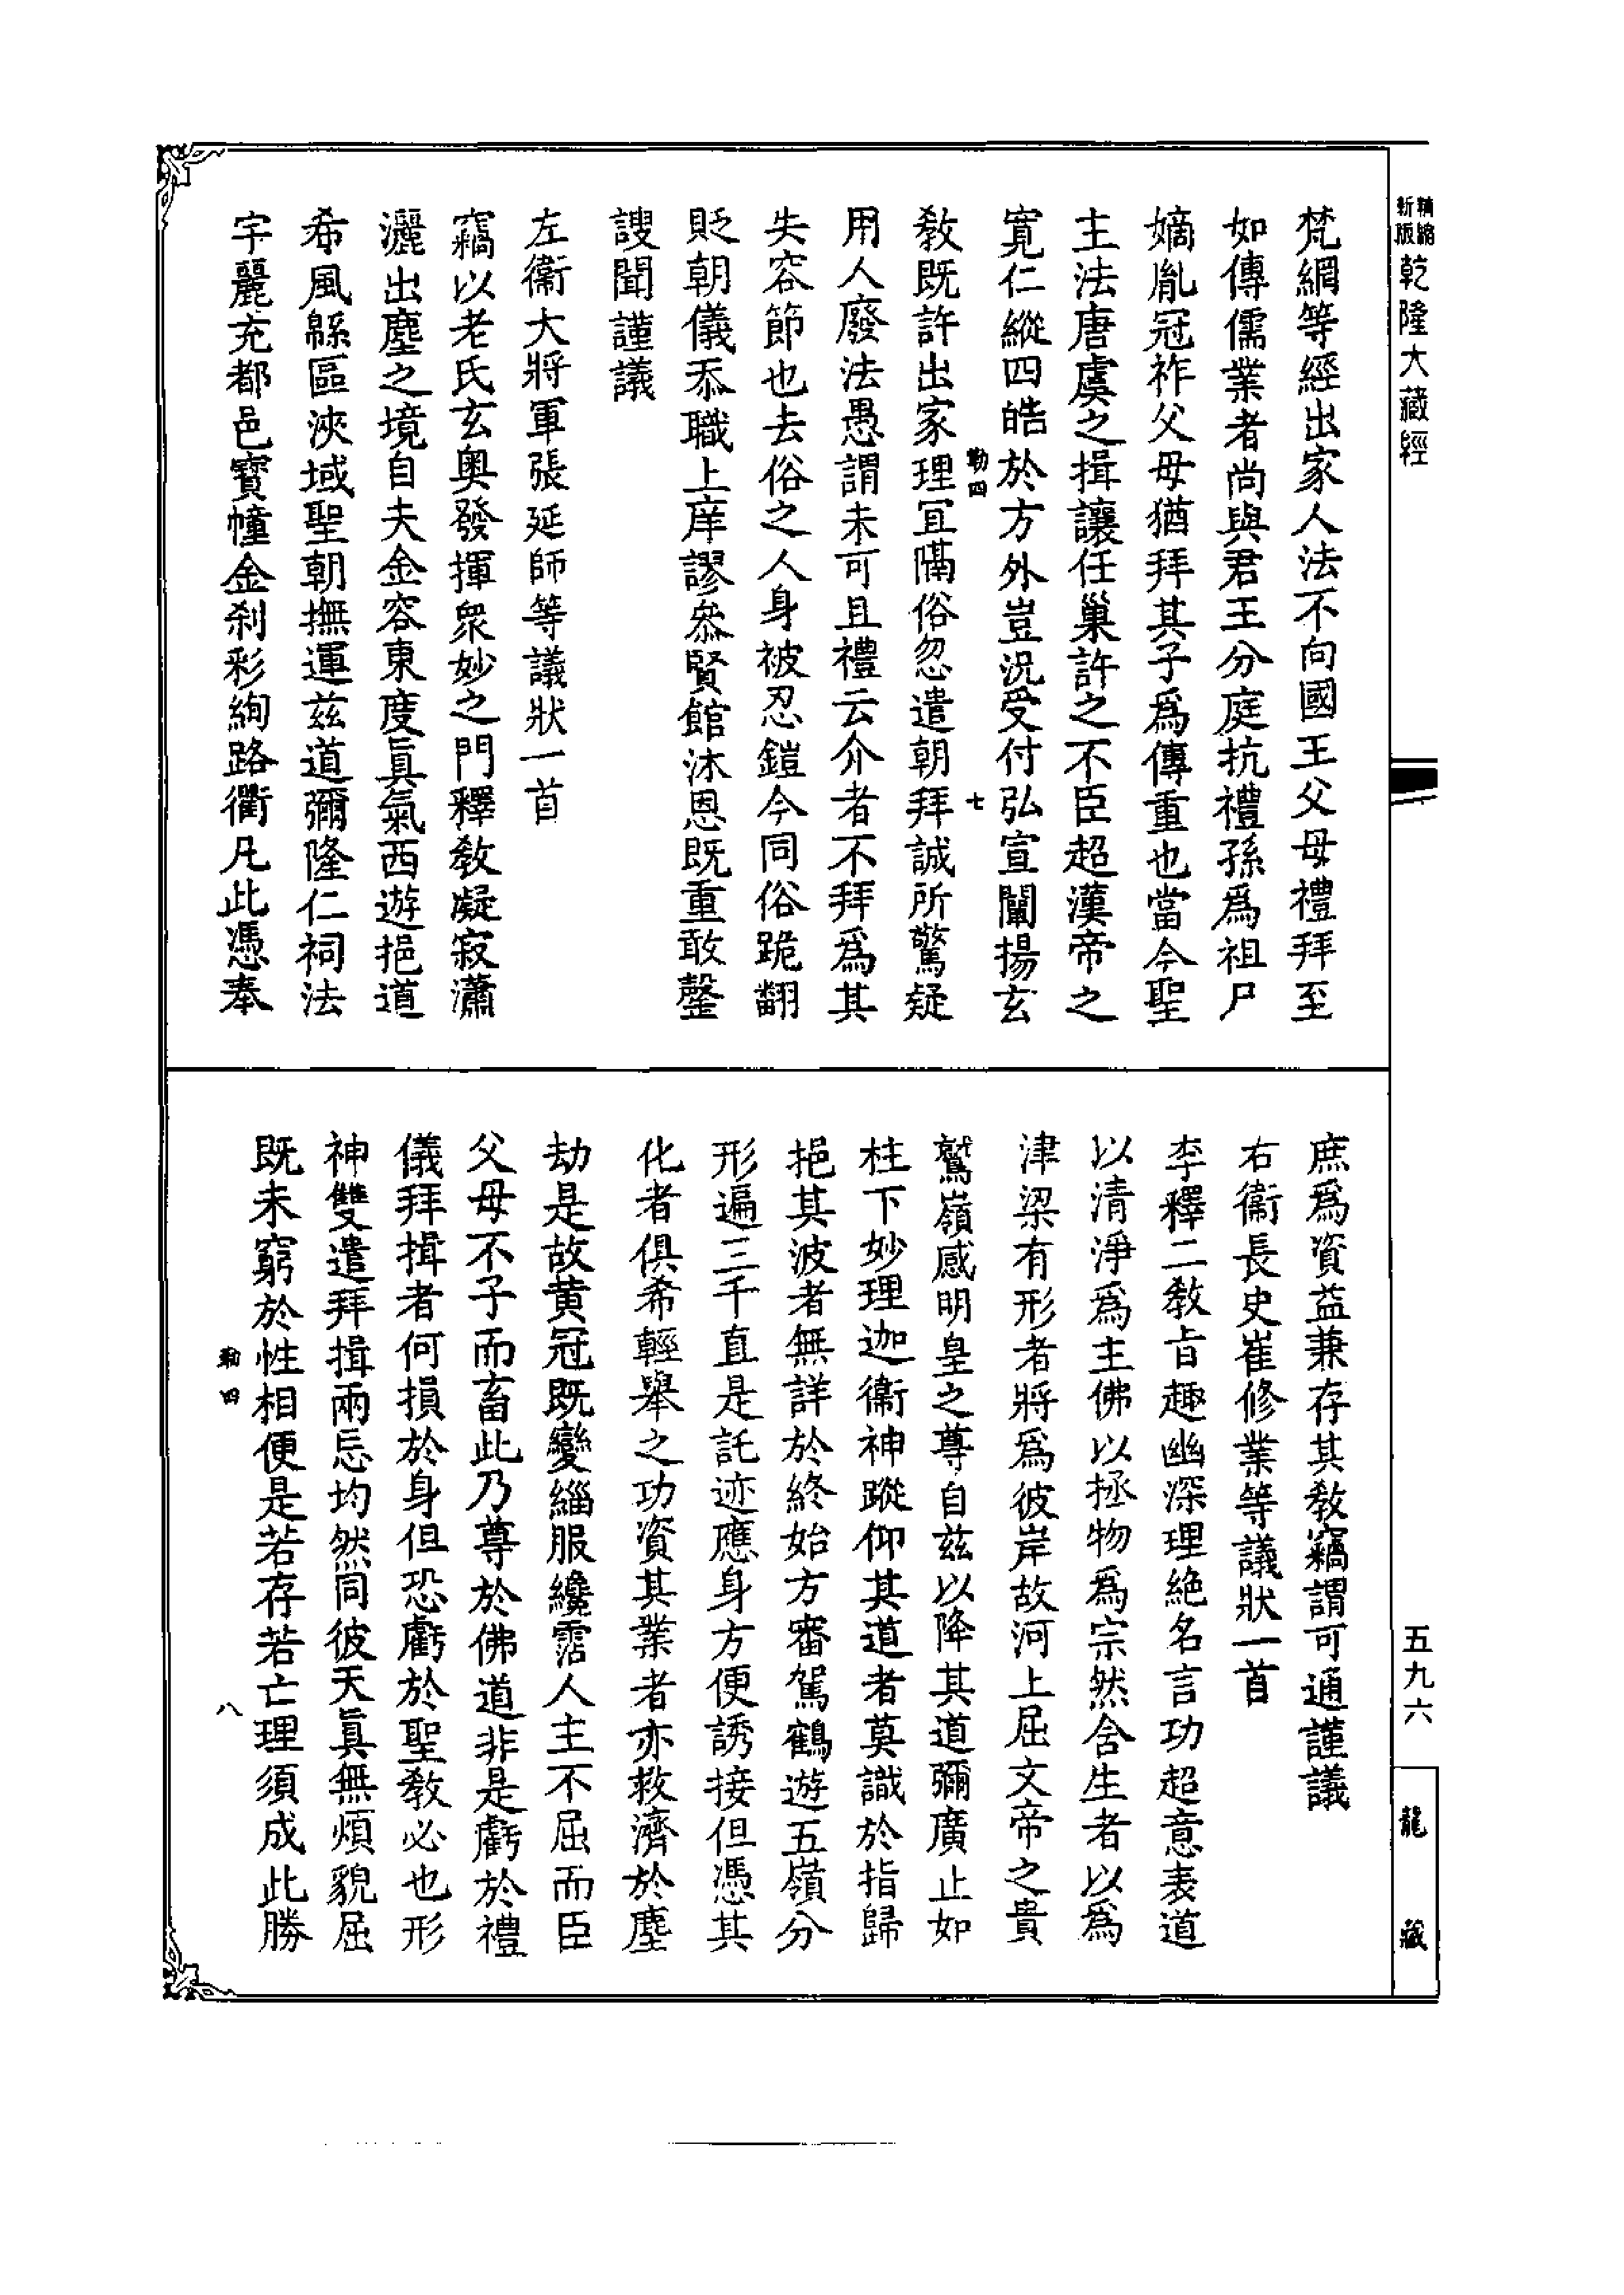 精縮新版乾隆大藏經
梵網等經出家人法不向國王父母禮拜至
如傳儒業者尚與君王分庭抗禮孫爲祖尸
嫡胤冠祚父母猶拜其子爲傳重也當今聖
主法唐虞之揖讓任巢許之不臣超漢帝之
寬仁縱四皓於方外豈況受付弘宣闡揚玄
勒四 七
教既許出家理宜隔俗忽遣朝拜誠所驚疑
用人廢法愚謂未可且禮云介者不拜爲其
失容節也去俗之人身被忍鎧今同俗跪翻
貶朝儀忝職上庠謬叅賢館沐恩既重敢罄
謏聞謹議
左衞大將軍張延師等議狀一首
竊以老氏玄奧發揮衆妙之門釋教凝寂瀟
灑出塵之境自夫金容東度眞氣西遊挹道
希風緜區浹域聖朝撫運兹道彌隆仁祠法
宇麗充都邑寶幢金刹彩絢路衢凡此憑奉
庶爲資益兼存其教竊謂可通謹議
右衞長史崔修業等議狀一首
李釋二教旨趣幽深理絶名言功超意表道
以清淨爲主佛以拯物爲宗然含生者以爲
津梁有形者將爲彼岸故河上屈文帝之貴
鷲嶺感明皇之尊自兹以降其道彌廣止如
柱下妙理迦衞神蹤仰其道者莫識於指歸
挹其波者無詳於終始方審駕鶴遊五嶺分
形遍三千直是託迹應身方便誘接但憑其
化者俱希輕舉之功資其業者亦救濟於塵
劫是故黄冠既變緇服纔霑人主不屈而臣
父母不子而畜此乃尊於佛道非是虧於禮
儀拜揖者何損於身但恐虧於聖教必也形
神雙遣拜揖兩忘均然同彼天眞無煩貌屈
既未窮於性相便是若存若亡理須成此勝
勒四 八
五九六
龍藏